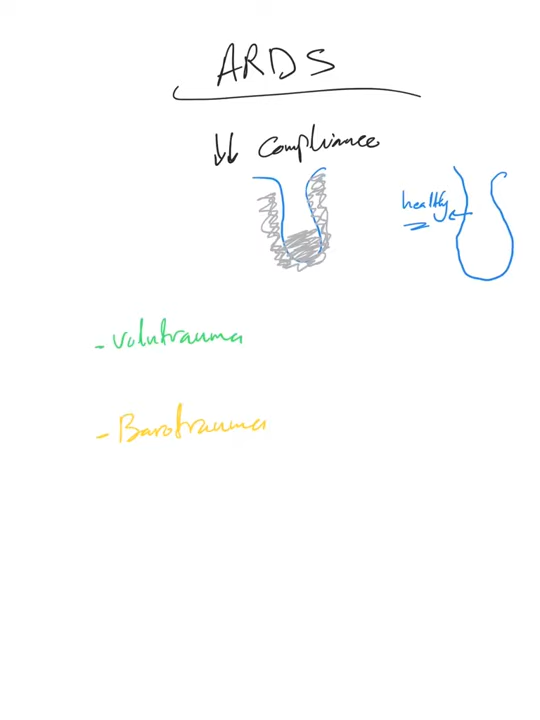 ARDS
↓↓ Compliance
healthy
- Volutrauma
- Barotrauma